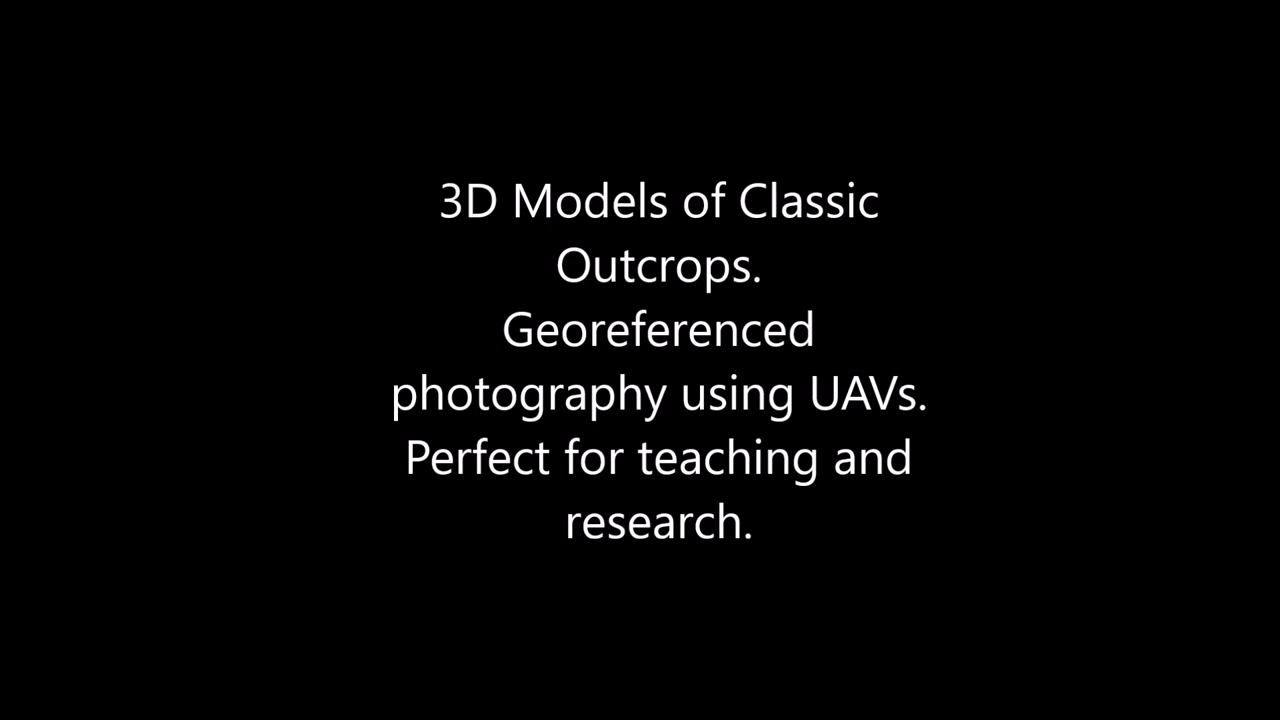 3D Models of Classic
Outcrops.
Georeferenced
photography using UAVs.
Perfect for teaching and
research.